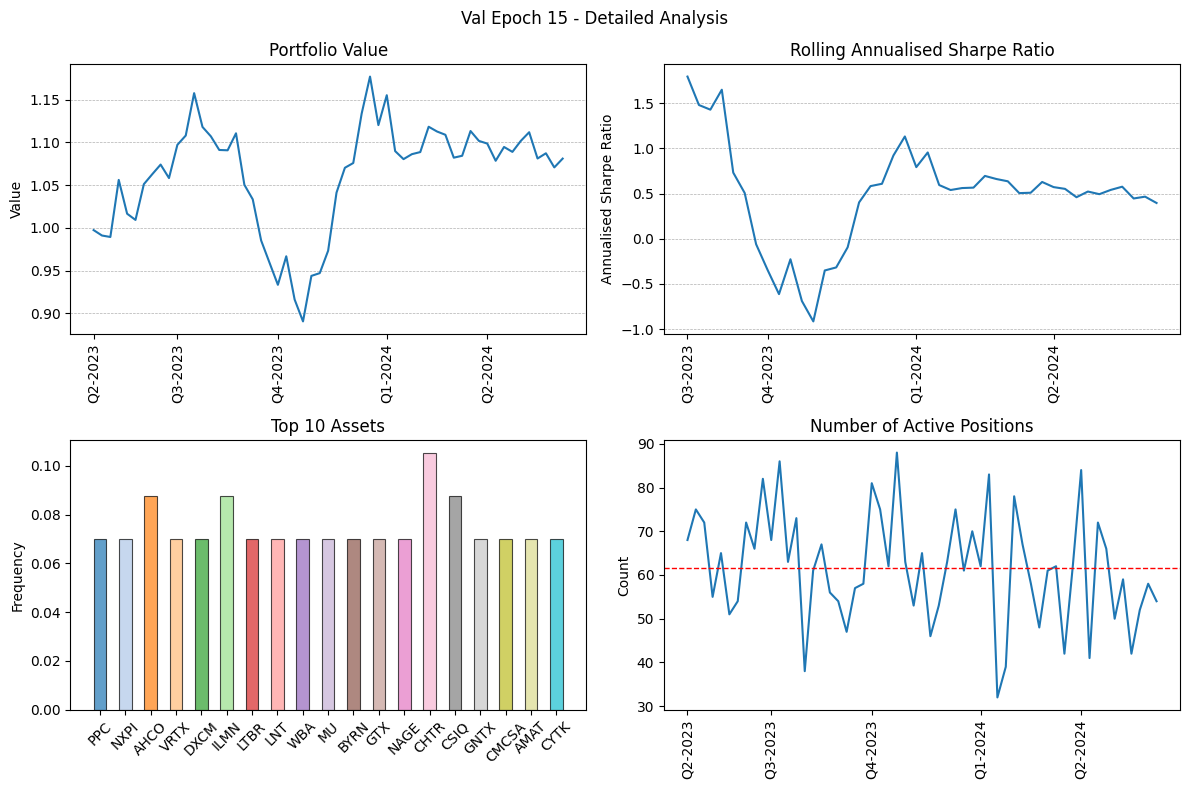 Val Epoch 15 - Detailed Analysis
Portfolio Value
Value
1.15
1.10
1.05
1.00
0.95
0.90
Q2-2023
Q3-2023
Q4-2023
Q1-2024
Q2-2024
Rolling Annualised Sharpe Ratio
Annualised Sharpe Ratio
1.5
1.0
0.5
0.0
−0.5
−1.0
Q3-2023
Q4-2023
Q1-2024
Q2-2024
Top 10 Assets
Frequency
0.10
0.08
0.06
0.04
0.02
0.00
PPC
NXPI
AHCO
VRTX
DXCM
ILMN
LTBR
LNT
WBA
MU
BYRN
GTX
NAGE
CHTR
CSIQ
GNTX
CMCSA
AMAT
CYTK
Number of Active Positions
Count
90
80
70
60
50
40
30
Q2-2023
Q3-2023
Q4-2023
Q1-2024
Q2-2024